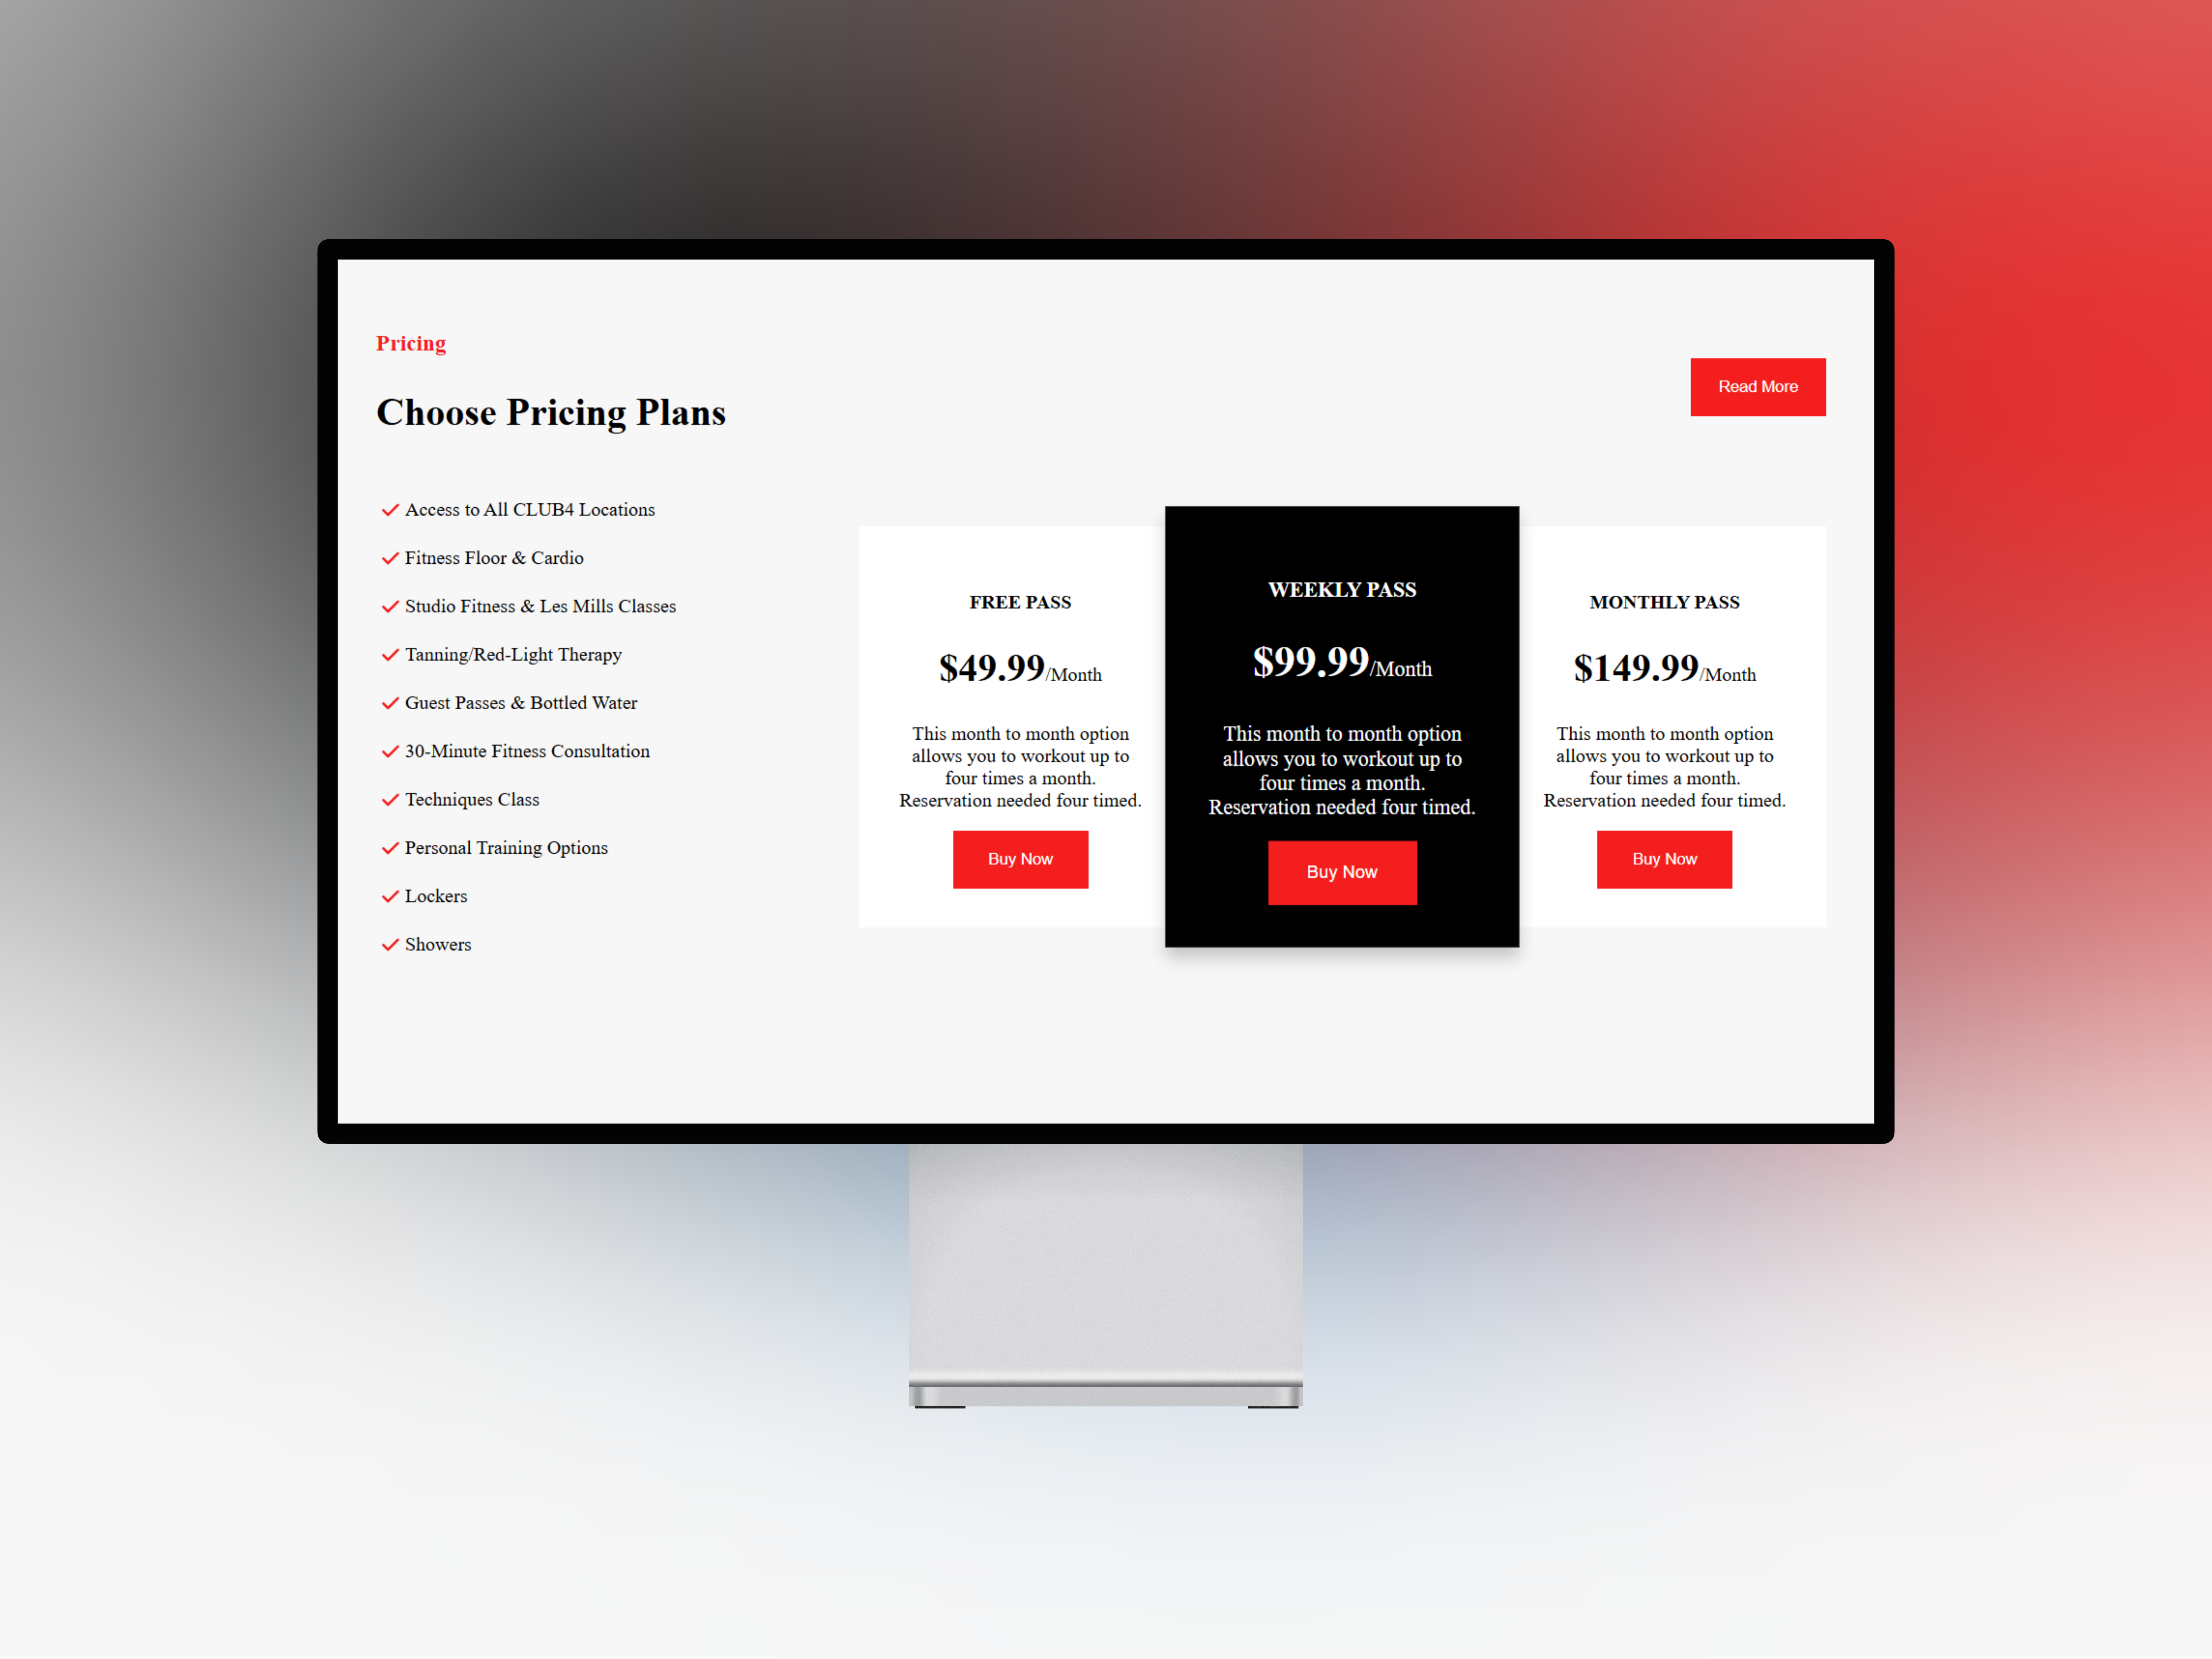 Pricing
Choose Pricing Plans
Read More
Access to All CLUB4 Locations
Fitness Floor & Cardio
Studio Fitness & Les Mills Classes
Tanning/Red-Light Therapy
Guest Passes & Bottled Water
30-Minute Fitness Consultation
Techniques Class
Personal Training Options
Lockers
Showers
FREE PASS
$49.99/Month
This month to month option
allows you to workout up to
four times a month.
Reservation needed four timed.
Buy Now
WEEKLY PASS
$99.99/Month
This month to month option
allows you to workout up to
four times a month.
Reservation needed four timed.
Buy Now
MONTHLY PASS
$149.99/Month
This month to month option
allows you to workout up to
four times a month.
Reservation needed four timed.
Buy Now